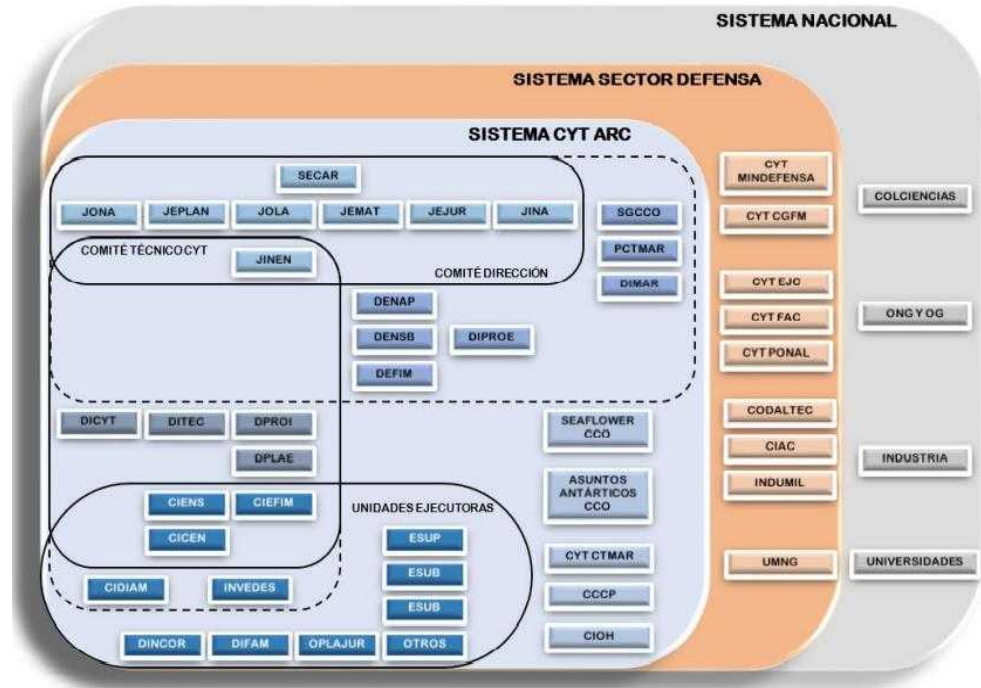 SISTEMA NACIONAL
SISTEMA SECTOR DEFENSA
SISTEMA CYT ARC
SECAR
JONA
JEPLAN
JOLA
JEMAT
JEJUR
JINA
COMITÉ TÉCNICO CYT
JINEN
COMITÉ DIRECCIÓN
SGCCO
PCTMAR
DIMAR
DENAP
DENSB
DIPROE
DEFIM
DICYT
DITEC
DPROI
DPLAE
CIENS
CIEFIM
CICEN
UNIDADES EJECUTORAS
ESUP
ESUB
ESUB
CIDIAM
INVEDES
DINCOR
DIFAM
OPLAJUR
OTROS
SEAFLOWER
CCO
ASUNTOS
ANTÁRTICOS
CCO
CYT CTMAR
CCCP
CIOH
CYT
MINDEFENSA
CYT CGFM
CYT EJC
CYT FAC
CYT PONAL
CODALTEC
CIAC
INDUMIL
UMNG
COLCIENCIAS
ONG Y OG
INDUSTRIA
UNIVERSIDADES